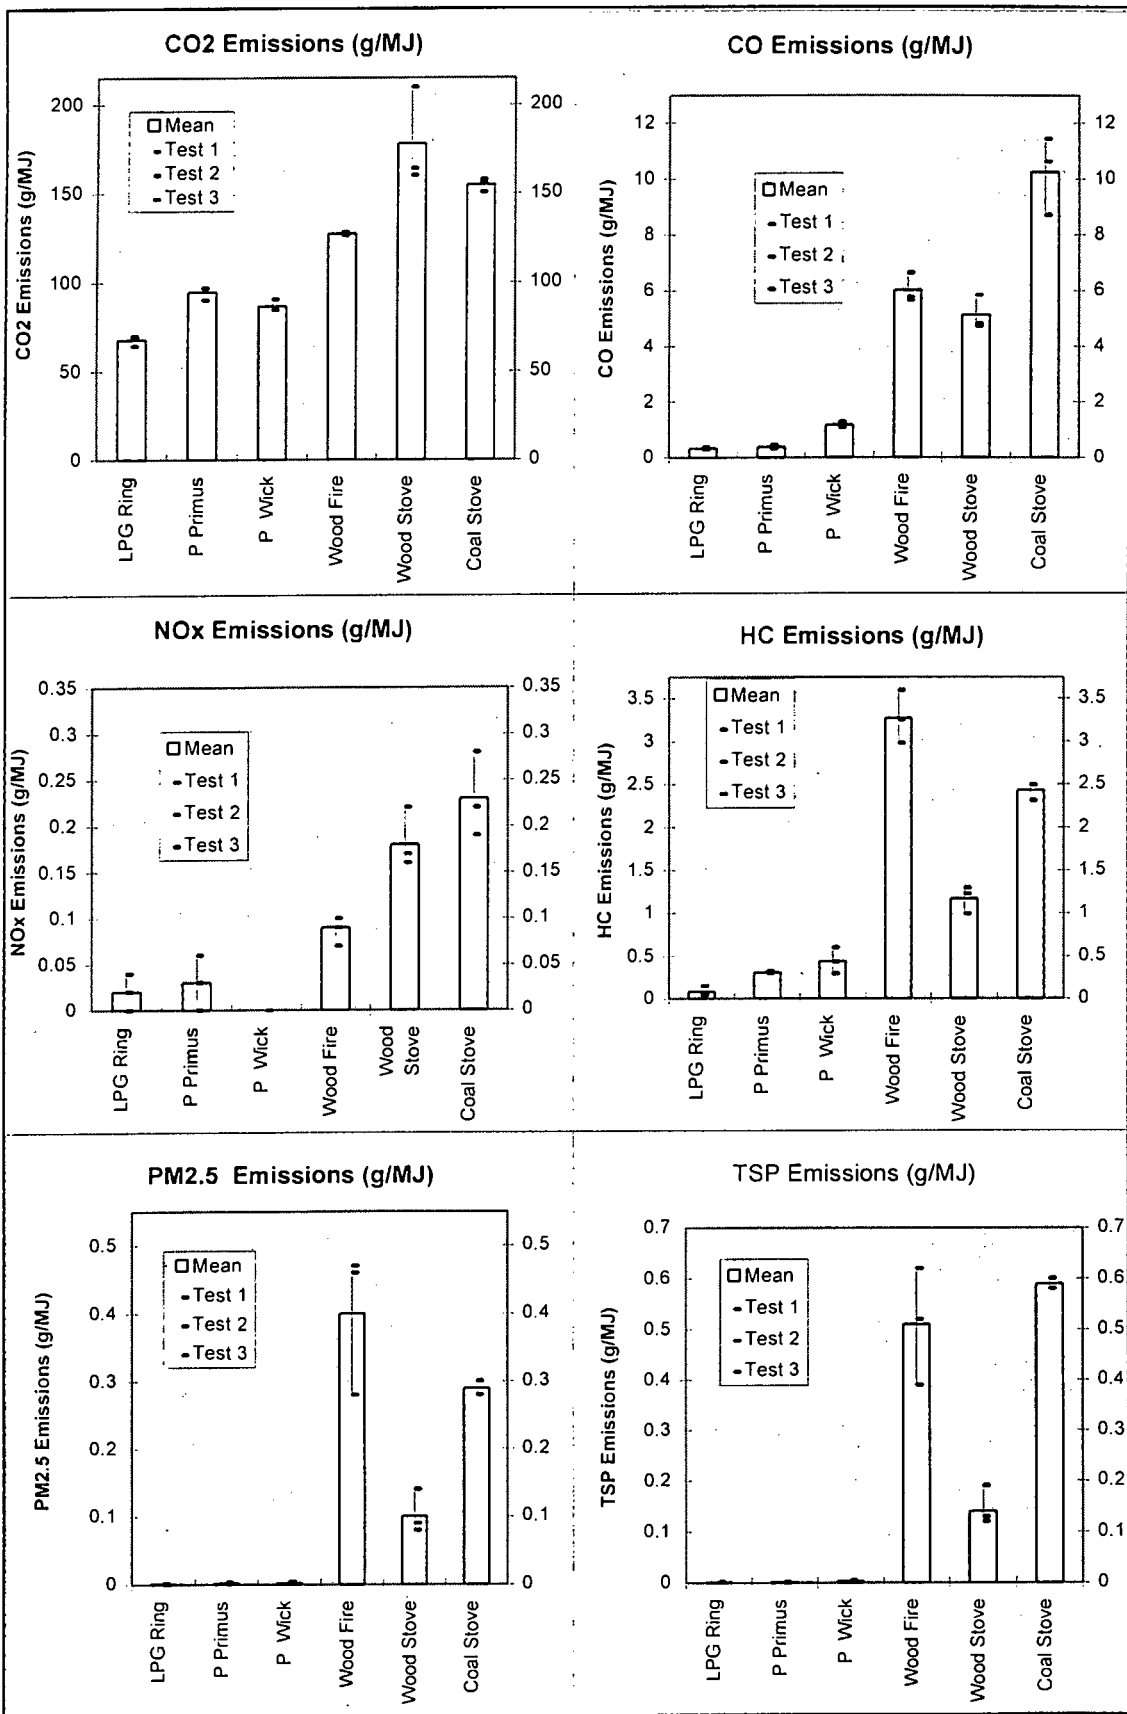 CO2 Emissions (g/MJ)
CO2 Emissions (g/MJ)
200
150
100
50
0
Mean
Test 1
Test 2
Test 3
200
150
100
50
0
LPG Ring
P Primus
P Wick
Wood Fire
Wood Stove
Coal Stove
CO Emissions (g/MJ)
CO Emissions (g/MJ)
12
10
8
6
4
2
0
Mean
Test 1
Test 2
Test 3
12
10
8
6
4
2
0
LPG Ring
P Primus
P Wick
Wood Fire
Wood Stove
Coal Stove
NOx Emissions (g/MJ)
NOx Emissions (g/MJ)
0.35
0.3
0.25
0.2
0.15
0.1
0.05
0
Mean
Test 1
Test 2
Test 3
0.35
0.3
0.25
0.2
0.15
0.1
0.05
0
LPG Ring
P Primus
P Wick
Wood Fire
Wood
Stove
Coal Stove
HC Emissions (g/MJ)
HC Emissions (g/MJ)
3.5
3
2.5
2
1.5
1
0.5
0
Mean
Test 1
Test 2
Test 3
3.5
3
2.5
2
1.5
1
0.5
0
LPG Ring
P Primus
P Wick
Wood Fire
Wood Stove
Coal Stove
PM2.5 Emissions (g/MJ)
PM2.5 Emissions (g/MJ)
0.5
0.4
0.3
0.2
0.1
0
Mean
Test 1
Test 2
Test 3
0.5
0.4
0.3
0.2
0.1
0
LPG Ring
P Primus
P Wick
Wood Fire
Wood Stove
Coal Stove
TSP Emissions (g/MJ)
TSP Emissions (g/MJ)
0.7
0.6
0.5
0.4
0.3
0.2
0.1
0
Mean
Test 1
Test 2
Test 3
0.7
0.6
0.5
0.4
0.3
0.2
0.1
0
LPG Ring
P Primus
P Wick
Wood Fire
Wood Stove
Coal Stove